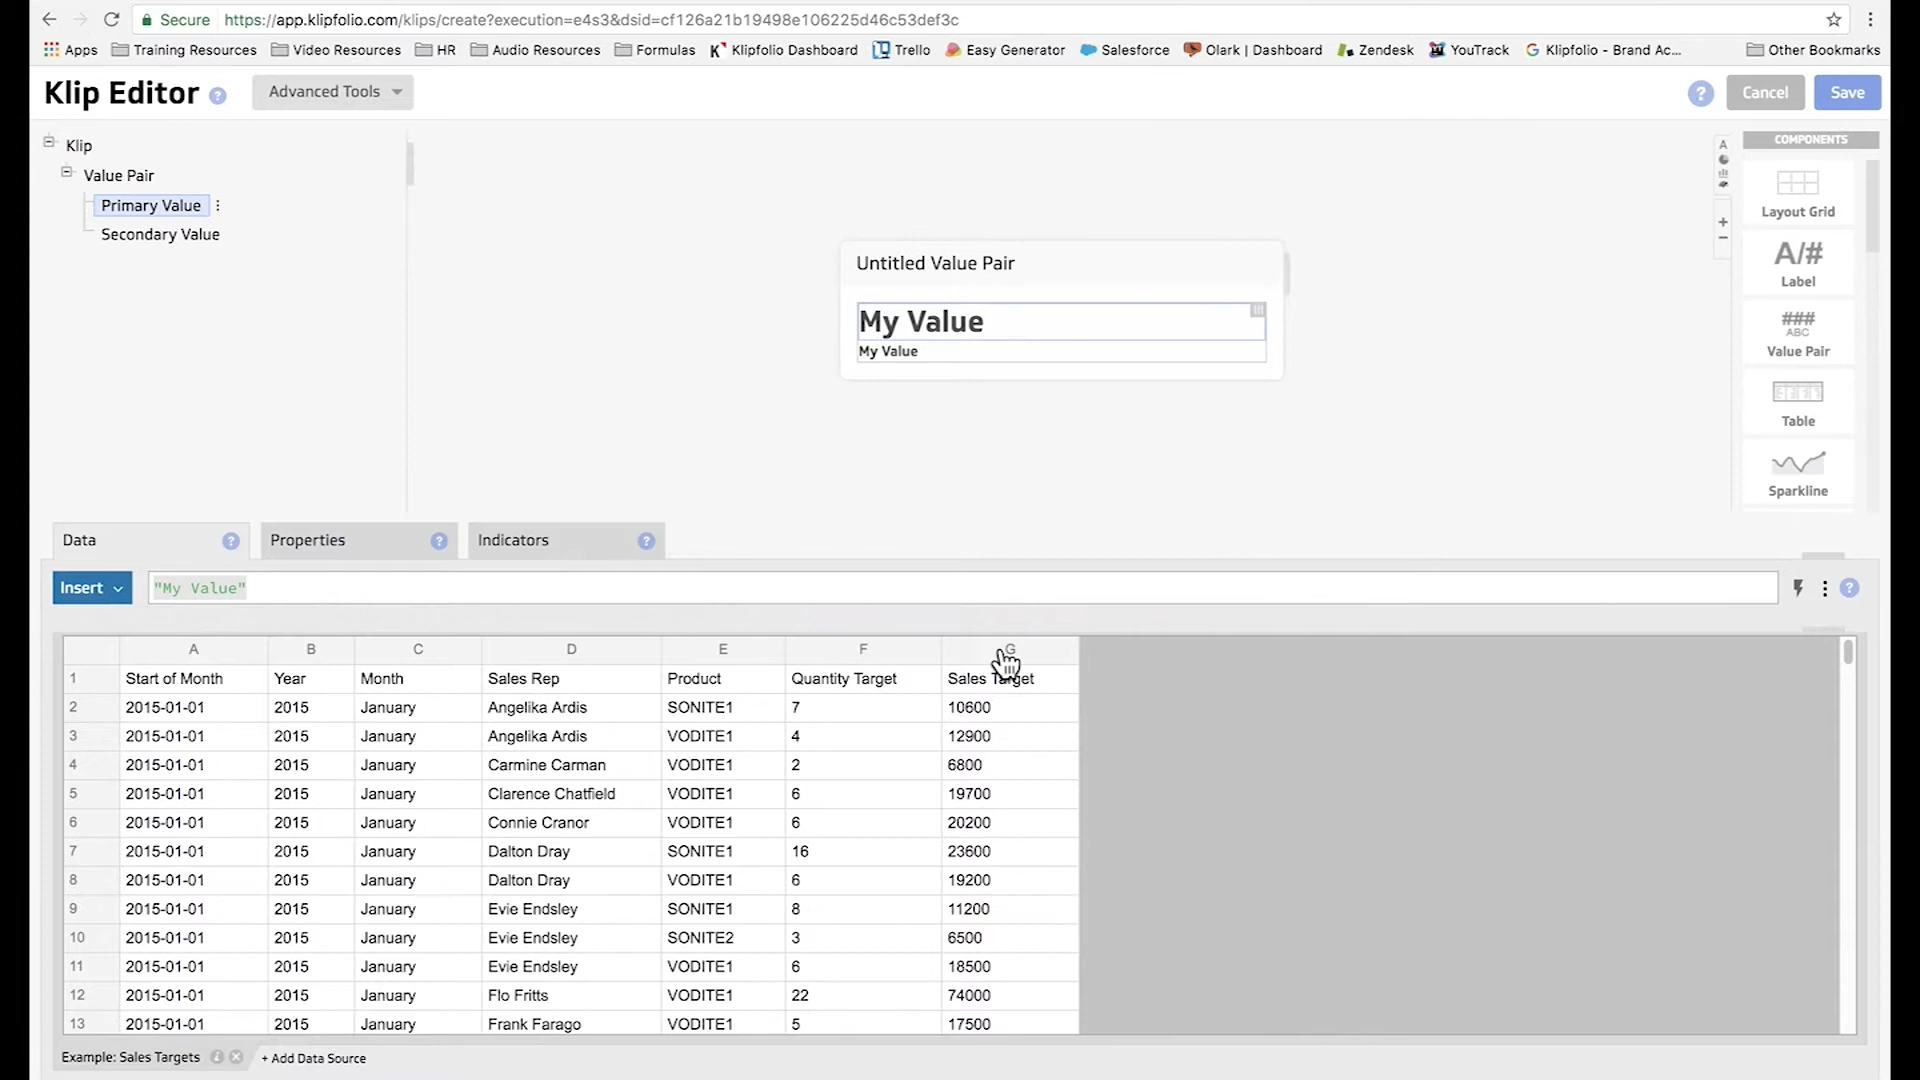 Secure https://app.klipfolio.com/klips/create?execution=e4s3&dsid=cf126a21b19498e106225d46c53def3c
Apps Training Resources Video Resources HR Audio Resources Formulas Klipfolio Dashboard Trello Easy Generator Salesforce Olark | Dashboard Zendesk YouTrack Klipfolio - Brand Ac... Other Bookmarks
Klip Editor ? Advanced Tools ? Cancel Save
Klip
Value Pair
Primary Value
Secondary Value
Untitled Value Pair
My Value
My Value
A
+
−
COMPONENTS
Layout Grid
A/#
Label
###
ABC
Value Pair
Table
Sparkline
Data ? Properties ? Indicators ?
Insert "My Value" ?
A B C D E F G
1 Start of Month Year Month Sales Rep Product Quantity Target Sales Target
2 2015-01-01 2015 January Angelika Ardis SONITE1 7 10600
3 2015-01-01 2015 January Angelika Ardis VODITE1 4 12900
4 2015-01-01 2015 January Carmine Carman VODITE1 2 6800
5 2015-01-01 2015 January Clarence Chatfield VODITE1 6 19700
6 2015-01-01 2015 January Connie Cranor VODITE1 6 20200
7 2015-01-01 2015 January Dalton Dray SONITE1 16 23600
8 2015-01-01 2015 January Dalton Dray VODITE1 6 19200
9 2015-01-01 2015 January Evie Endsley SONITE1 8 11200
10 2015-01-01 2015 January Evie Endsley SONITE2 3 6500
11 2015-01-01 2015 January Evie Endsley VODITE1 6 18500
12 2015-01-01 2015 January Flo Fritts VODITE1 22 74000
13 2015-01-01 2015 January Frank Farago VODITE1 5 17500
Example: Sales Targets i + Add Data Source